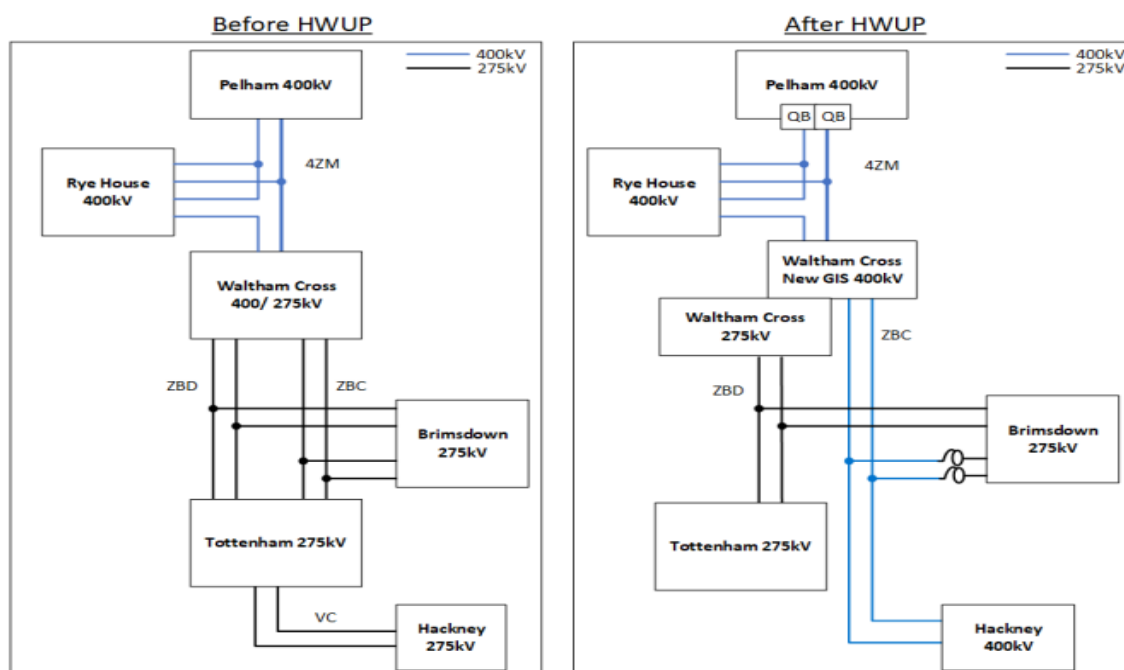 Before HWUP
400kV
275kV
Pelham 400kV
4ZM
Rye House
400kV
Waltham Cross
400/ 275kV
ZBD
ZBC
Brimsdown
275kV
Tottenham 275kV
VC
Hackney
275kV
After HWUP
400kV
275kV
Pelham 400kV
QB
QB
4ZM
Rye House
400kV
Waltham Cross
New GIS 400kV
Waltham Cross
275kV
ZBC
ZBD
Brimsdown
275kV
Tottenham 275kV
Hackney
400kV